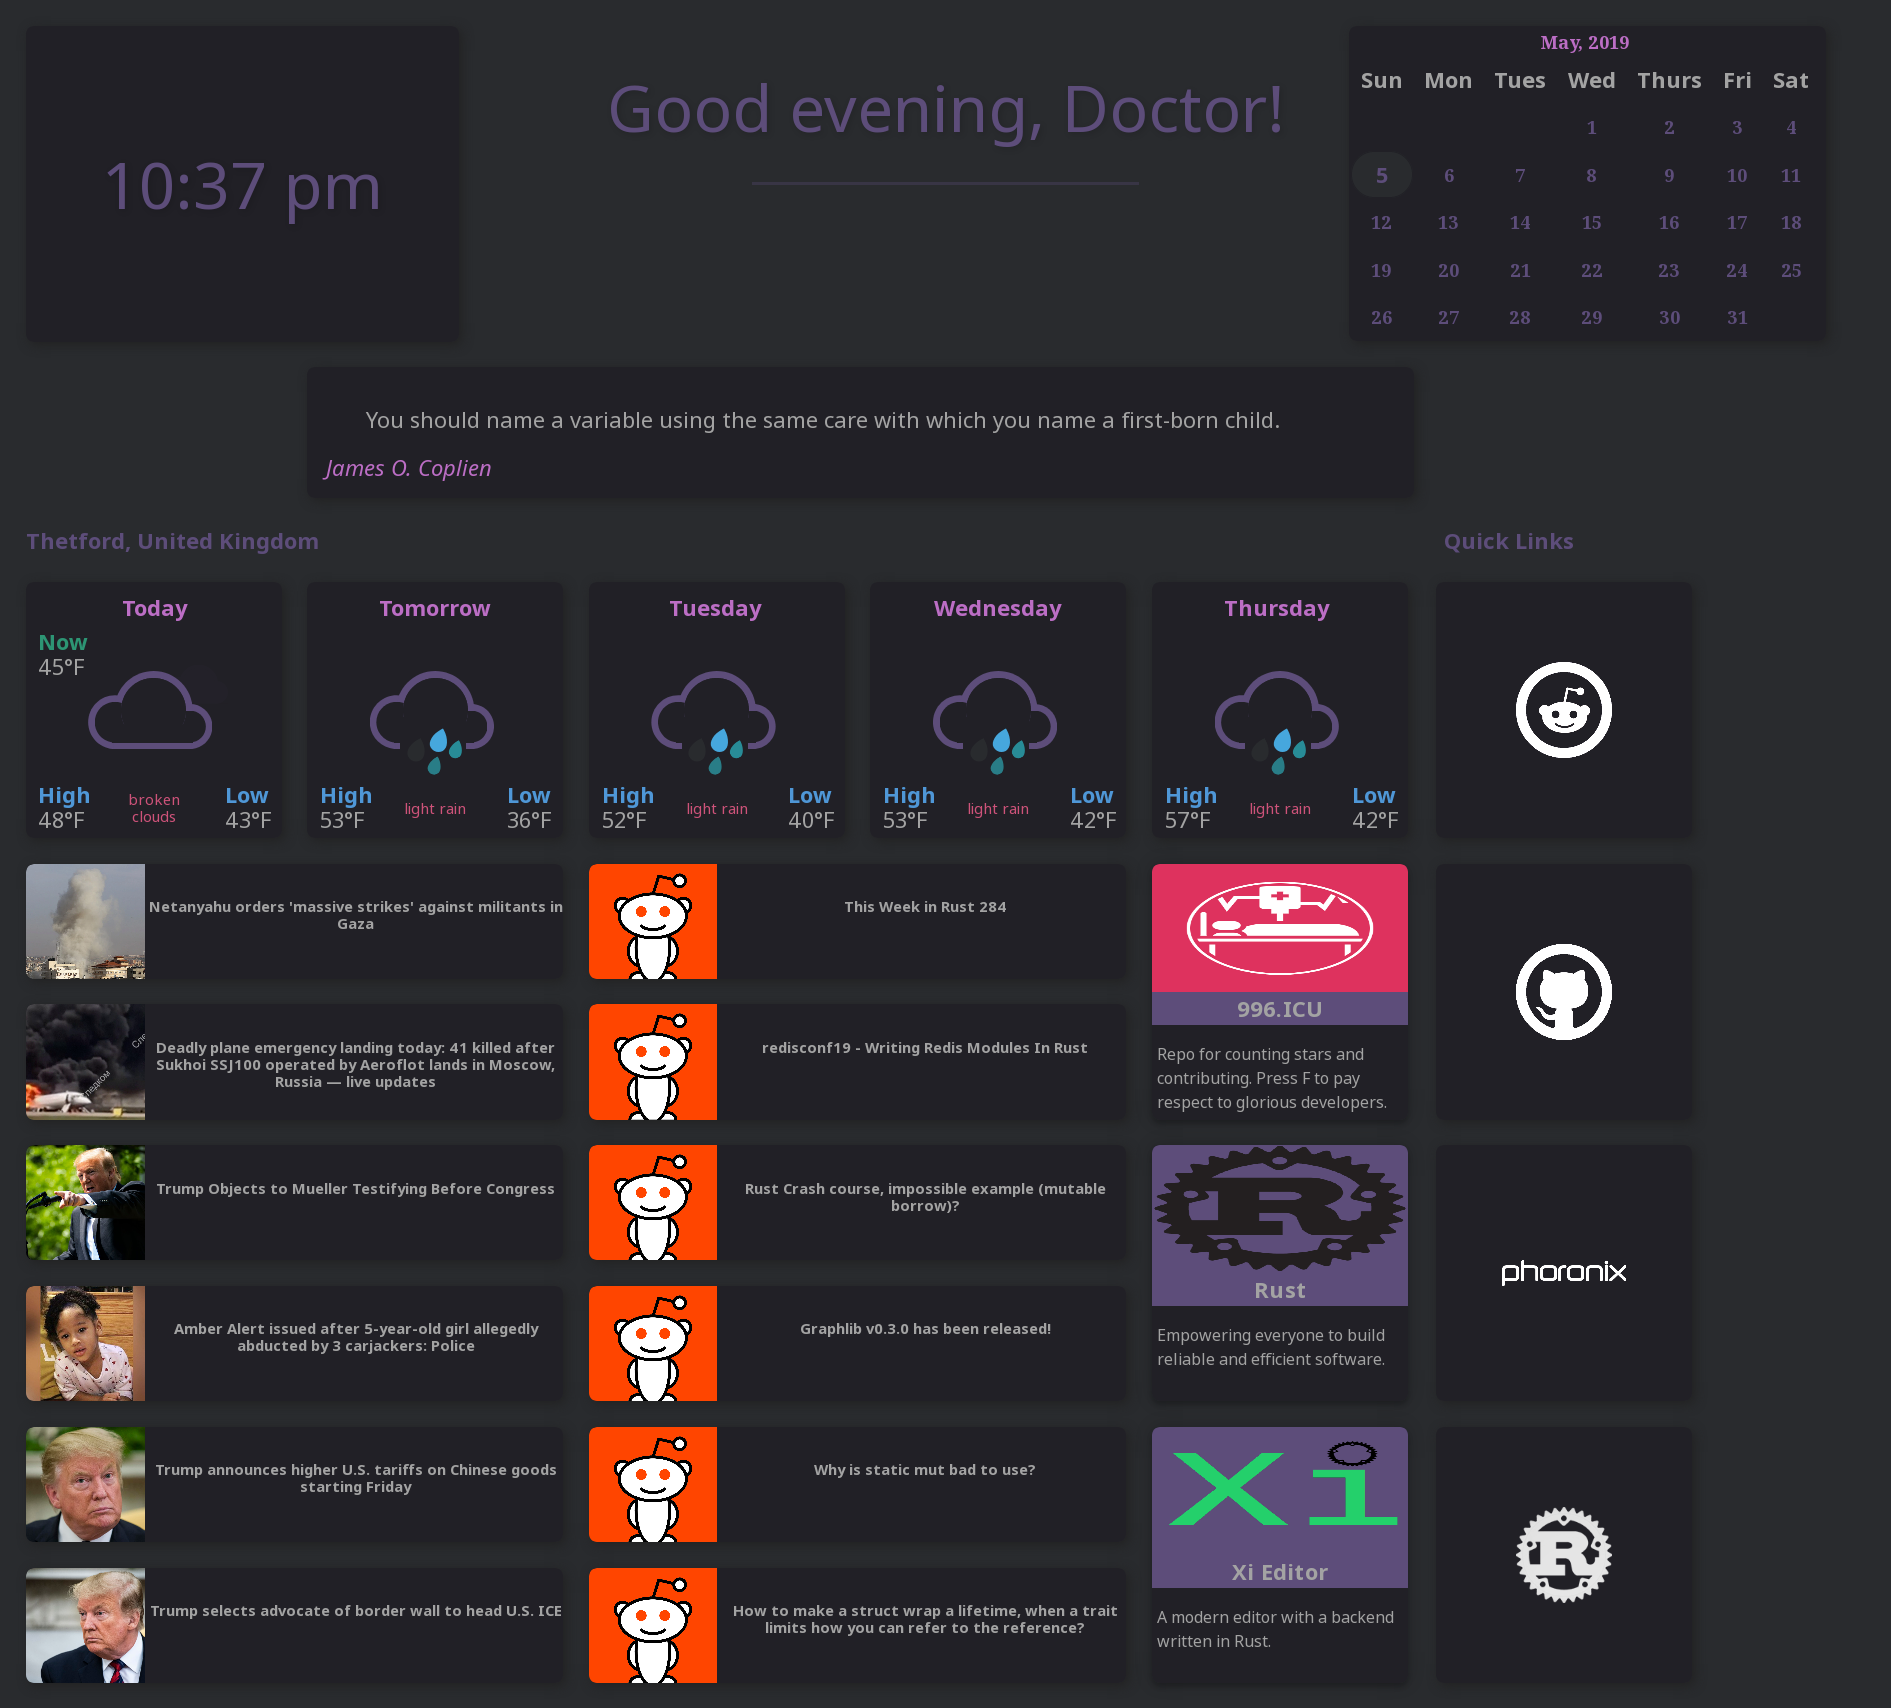 10:37 pm
Good evening, Doctor!
May, 2019
Sun Mon Tues Wed Thurs Fri Sat
1 2 3 4
5 6 7 8 9 10 11
12 13 14 15 16 17 18
19 20 21 22 23 24 25
26 27 28 29 30 31
You should name a variable using the same care with which you name a first-born child.
James O. Coplien
Thetford, United Kingdom
Today
Now
45°F
High
48°F
broken
clouds
Low
43°F
Tomorrow
High
53°F
light rain
Low
36°F
Tuesday
High
52°F
light rain
Low
40°F
Wednesday
High
53°F
light rain
Low
42°F
Thursday
High
57°F
light rain
Low
42°F
Netanyahu orders 'massive strikes' against militants in
Gaza
Deadly plane emergency landing today: 41 killed after
Sukhoi SSJ100 operated by Aeroflot lands in Moscow,
Russia — live updates
Trump Objects to Mueller Testifying Before Congress
Amber Alert issued after 5-year-old girl allegedly
abducted by 3 carjackers: Police
Trump announces higher U.S. tariffs on Chinese goods
starting Friday
Trump selects advocate of border wall to head U.S. ICE
This Week in Rust 284
redisconf19 - Writing Redis Modules In Rust
Rust Crash course, impossible example (mutable
borrow)?
Graphlib v0.3.0 has been released!
Why is static mut bad to use?
How to make a struct wrap a lifetime, when a trait
limits how you can refer to the reference?
996.ICU
Repo for counting stars and
contributing. Press F to pay
respect to glorious developers.
R
Rust
Empowering everyone to build
reliable and efficient software.
Xi
Xi Editor
A modern editor with a backend
written in Rust.
Quick Links
phoronix
R